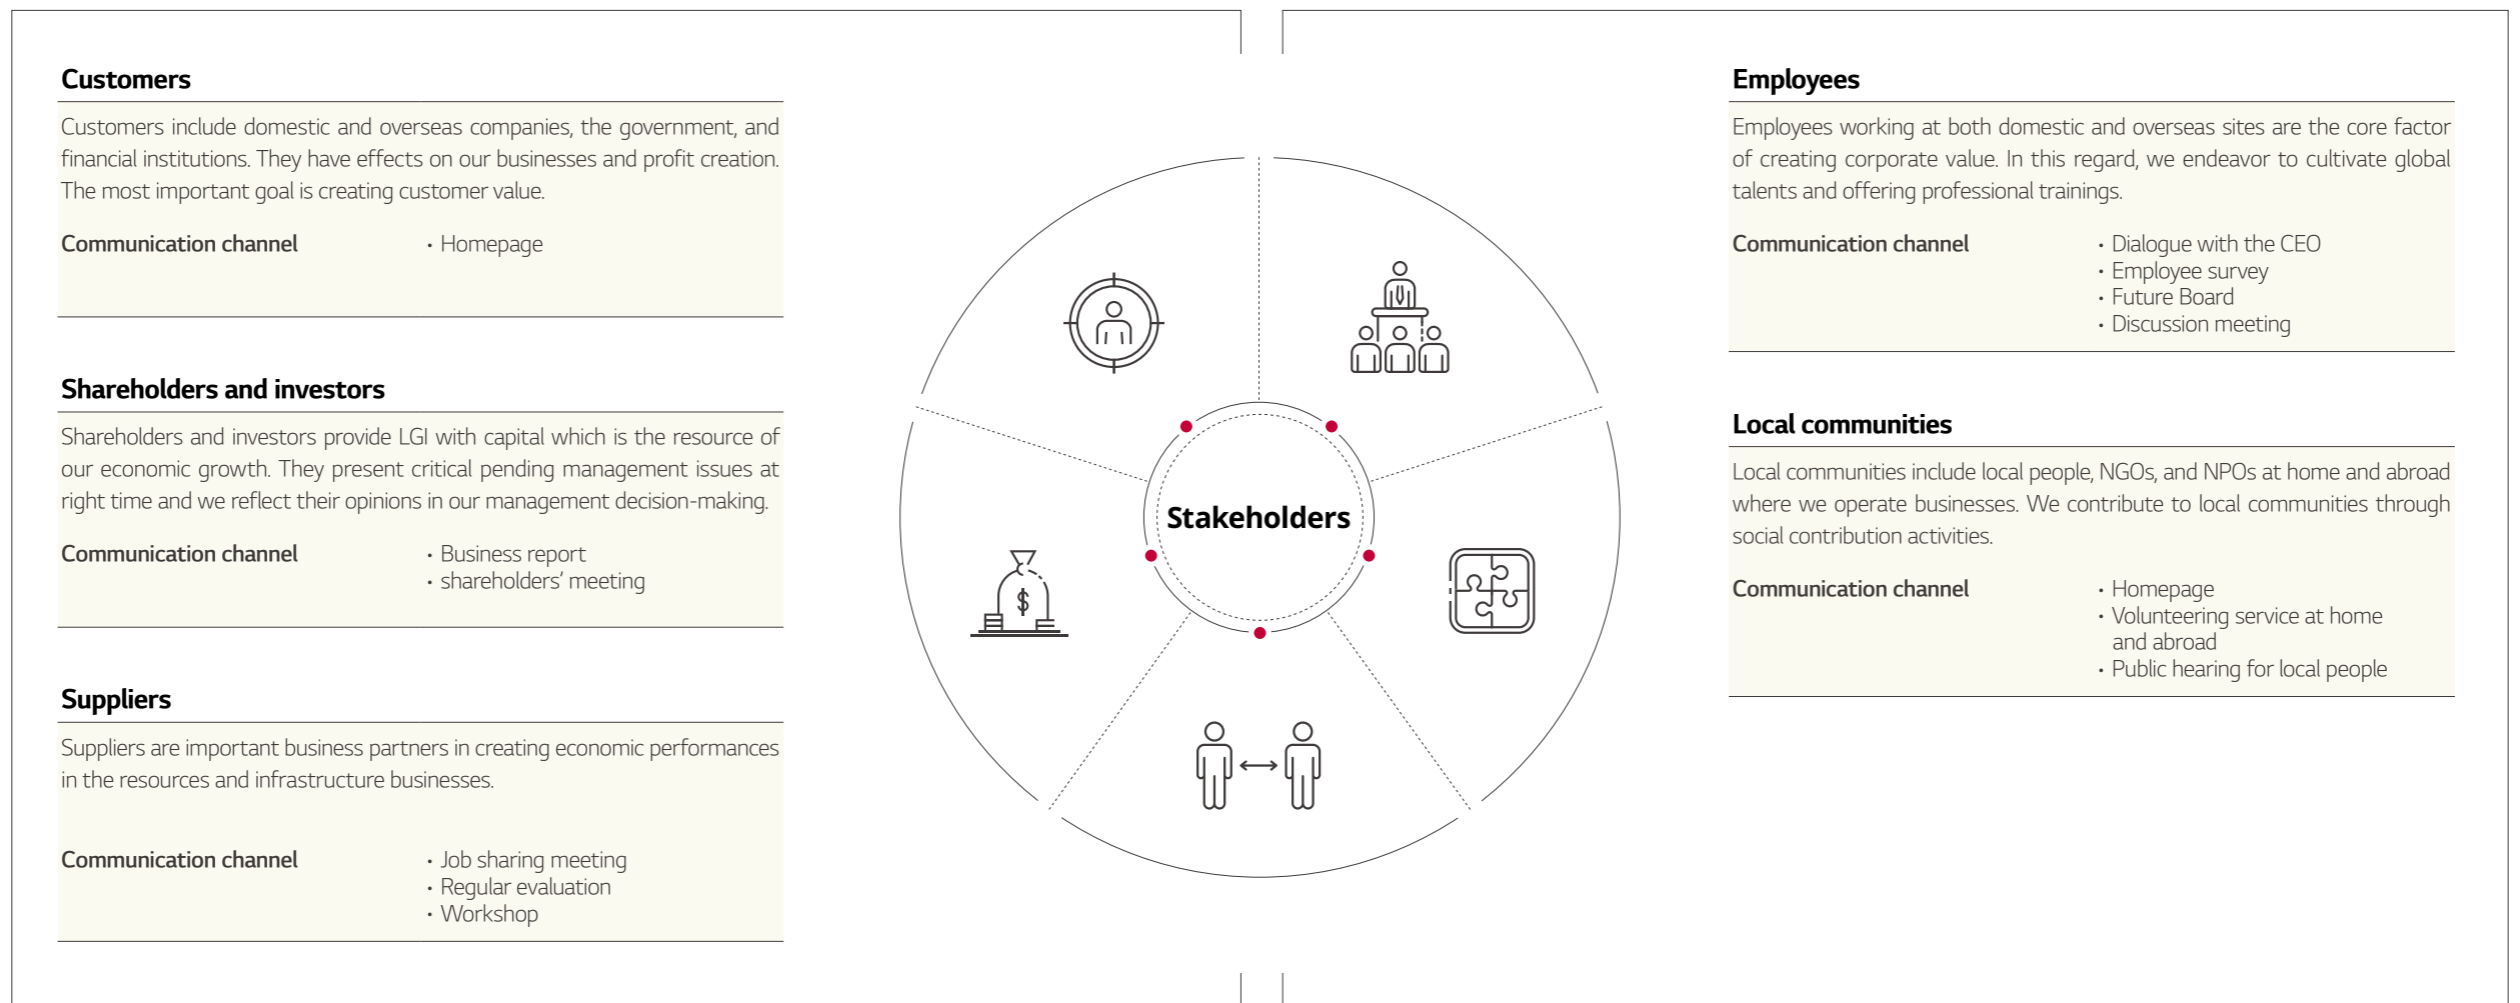 Customers
Customers include domestic and overseas companies, the government, and
financial institutions. They have effects on our businesses and profit creation.
The most important goal is creating customer value.
Communication channel
• Homepage
Shareholders and investors
Shareholders and investors provide LGI with capital which is the resource of
our economic growth. They present critical pending management issues at
right time and we reflect their opinions in our management decision-making.
Communication channel
• Business report
• shareholders' meeting
Suppliers
Suppliers are important business partners in creating economic performances
in the resources and infrastructure businesses.
Communication channel
• Job sharing meeting
• Regular evaluation
• Workshop
$
Stakeholders
Employees
Employees working at both domestic and overseas sites are the core factor
of creating corporate value. In this regard, we endeavor to cultivate global
talents and offering professional trainings.
Communication channel
• Dialogue with the CEO
• Employee survey
• Future Board
• Discussion meeting
Local communities
Local communities include local people, NGOs, and NPOs at home and abroad
where we operate businesses. We contribute to local communities through
social contribution activities.
Communication channel
• Homepage
• Volunteering service at home
and abroad
• Public hearing for local people